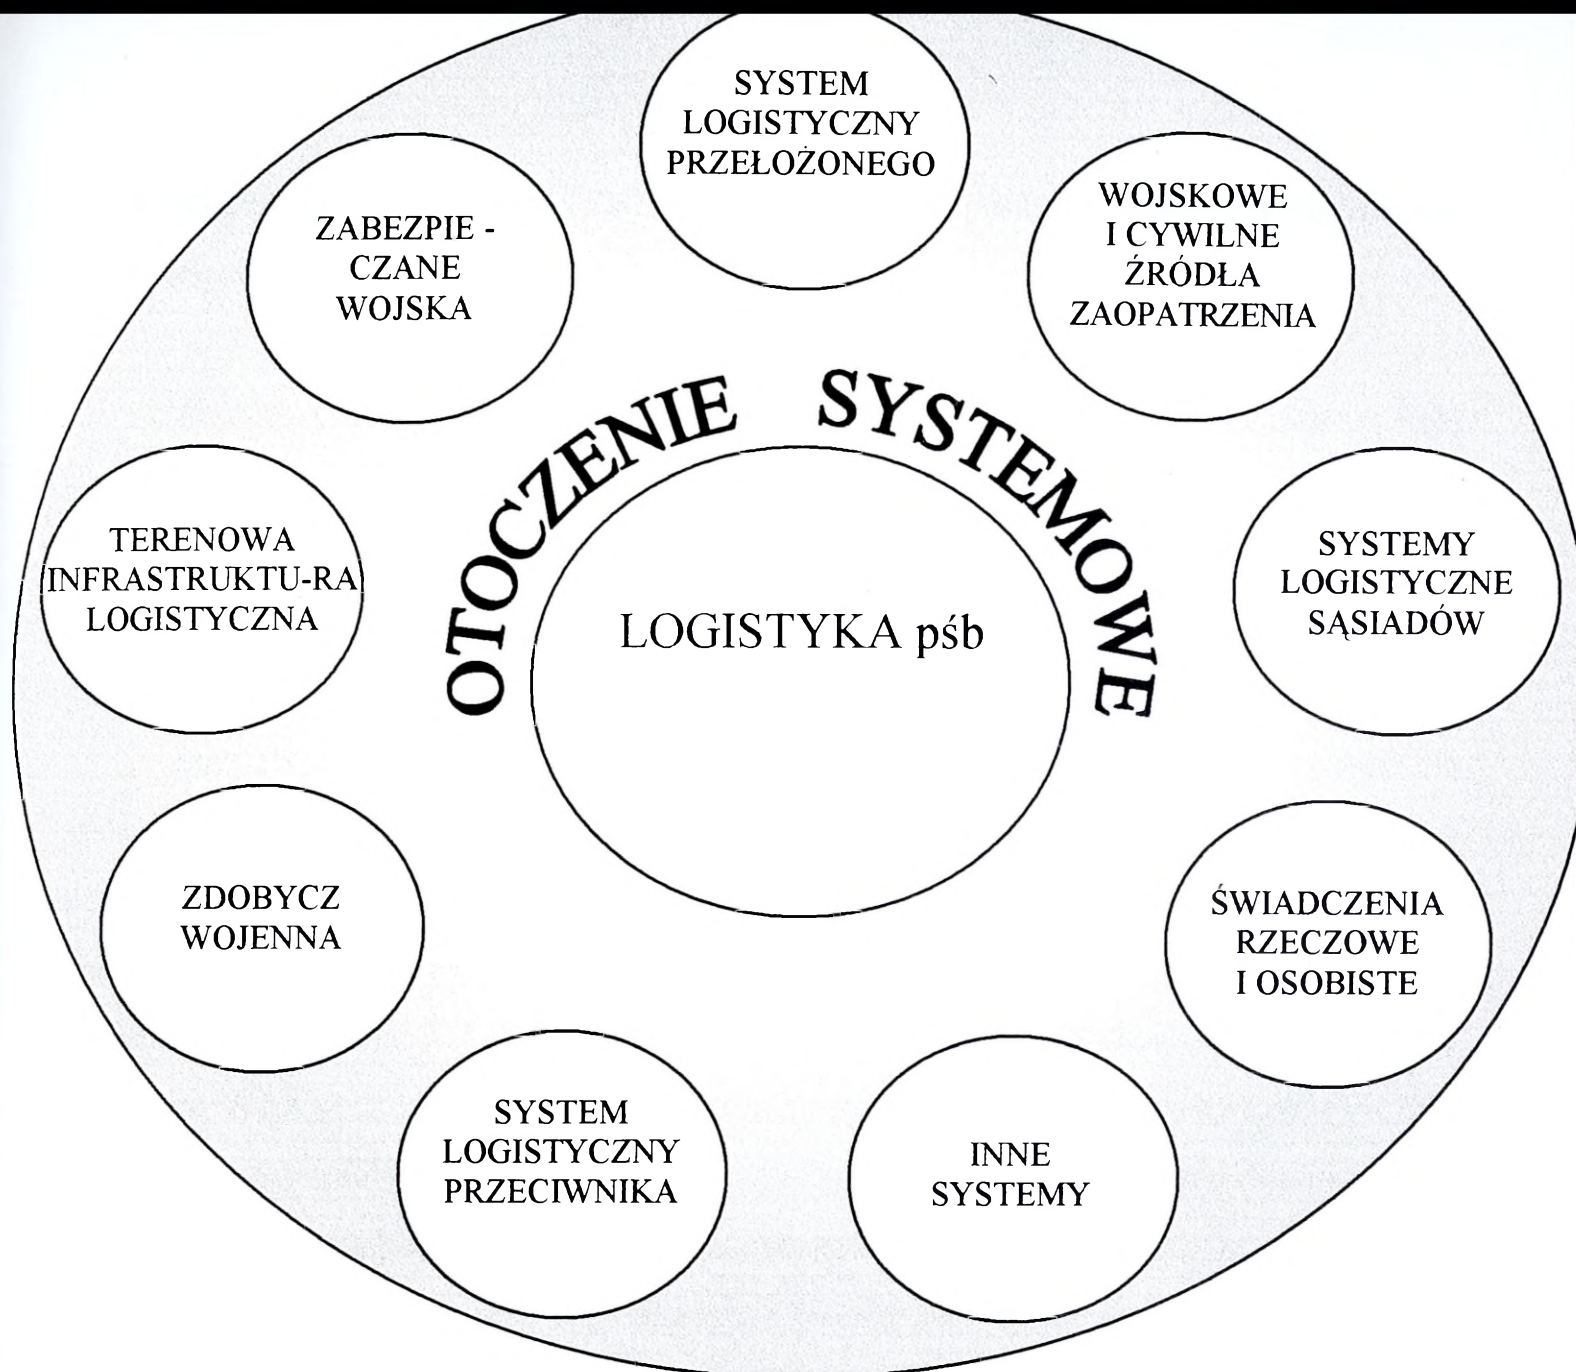 SYSTEM
LOGISTYCZNY
PRZEŁOŻONEGO
WOJSKOWE
I CYWILNE
ŹRÓDŁA
ZAOPATRZENIA
ZABEZPIE -
CZANE
WOJSKA
OTOCZENIE SYSTEMOWE
TERENOWA
INFRASTRUKTU-RA
LOGISTYCZNA
LOGISTYKA pśb
SYSTEMY
LOGISTYCZNE
SĄSIADÓW
ZDOBYCZ
WOJENNA
ŚWIADCZENIA
RZECZOWE
I OSOBISTE
SYSTEM
LOGISTYCZNY
PRZECIWNIKA
INNE
SYSTEMY